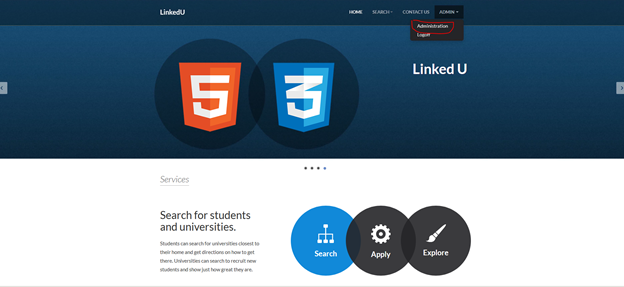 LinkedU
HOME SEARCH CONTACT US ADMIN
Administration
Logoff
5 3
Linked U
Services
Search for students
and universities.
Students can search for universities closest to
their home and get directions on how to get
there. Universities can search to recruit new
students and show just how great they are.
Search Apply Explore